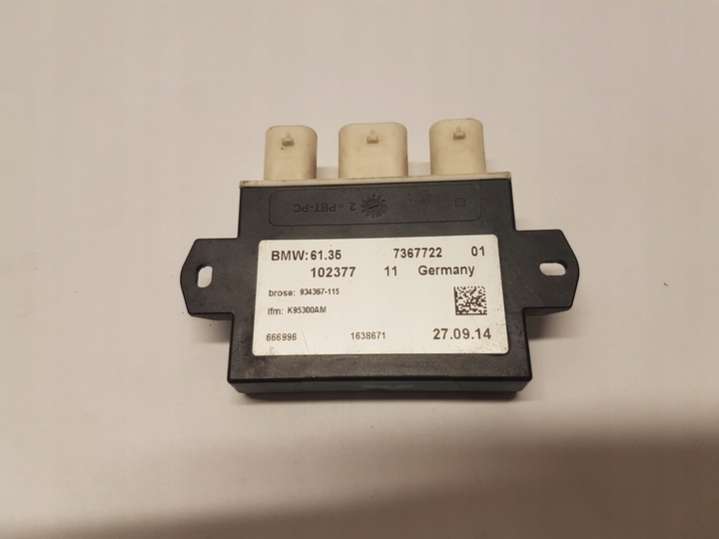 2 - PBT-PC
BMW: 61.35 7367722 01
102377 11 Germany
brose: 934367-115
ifm: K95300AM
666996 1638671 27.09.14